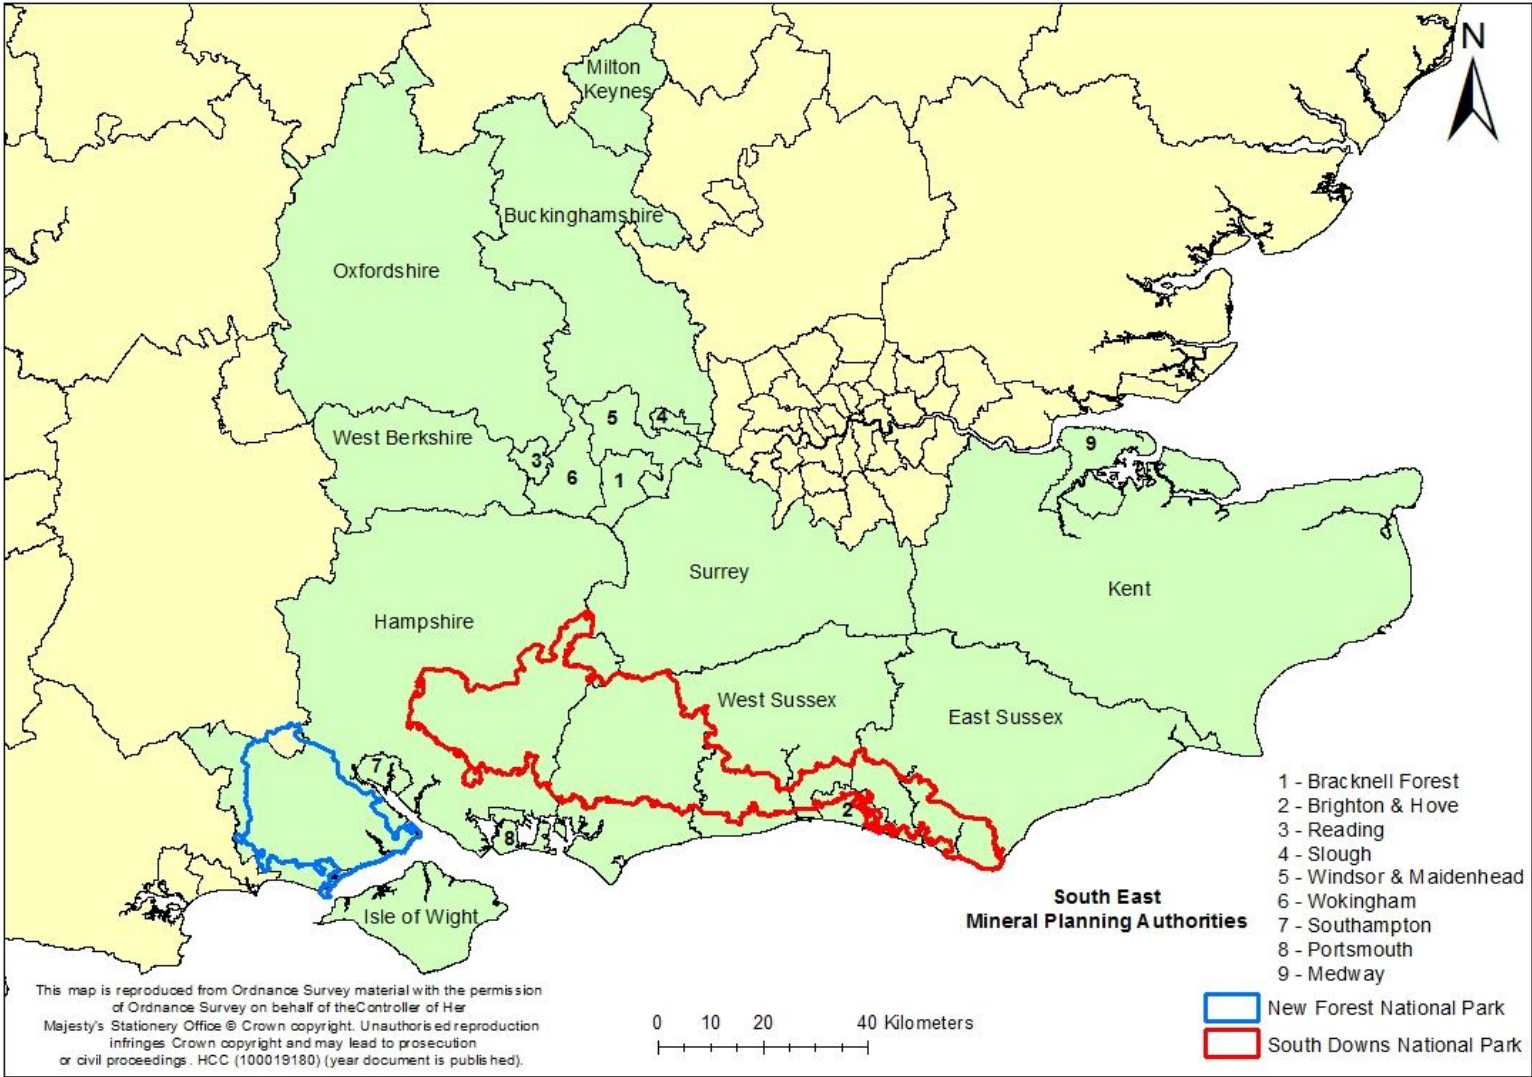 N
Milton
Keynes
Buckinghamshire
Oxfordshire
5
4
West Berkshire
9
3
6
1
Surrey
Kent
Hampshire
West Sussex
East Sussex
7
2
8
Isle of Wight
South East
Mineral Planning Authorities
1 - Bracknell Forest
2 - Brighton & Hove
3 - Reading
4 - Slough
5 - Windsor & Maidenhead
6 - Wokingham
7 - Southampton
8 - Portsmouth
9 - Medway
New Forest National Park
South Downs National Park
This map is reproduced from Ordnance Survey material with the permission
of Ordnance Survey on behalf of theController of Her
Majesty's Stationery Office © Crown copyright. Unauthorised reproduction
infringes Crown copyright and may lead to prosecution
or civil proceedings. HCC (100019180) (year document is published).
0 10 20 40 Kilometers